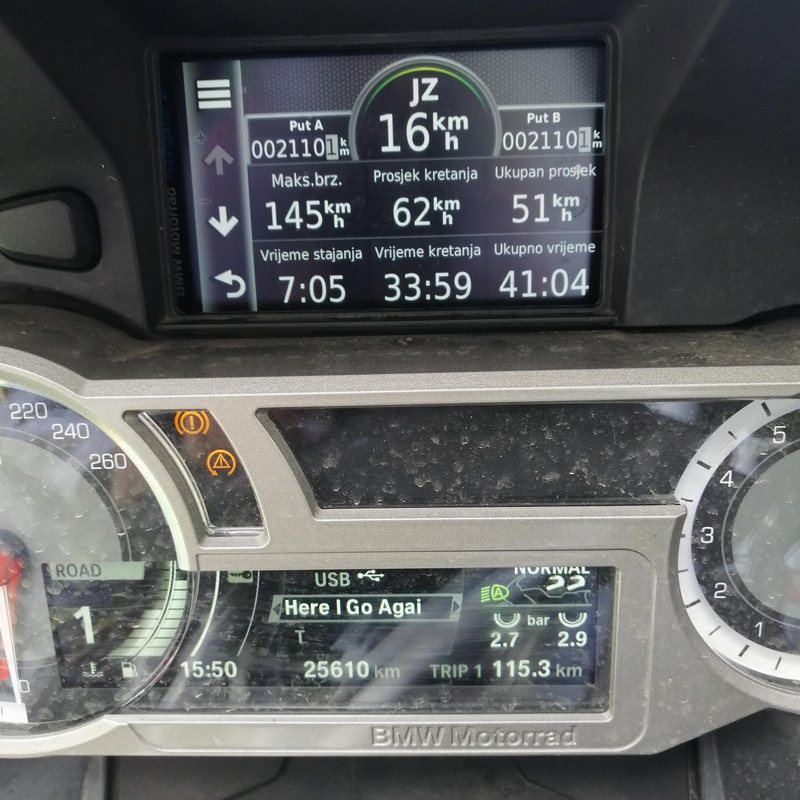 JZ
16 km/h
Put A
002110 1 km
Put B
002110 1 km
Maks.brz.
Prosjek kretanja
Ukupan prosjek
145 km/h
62 km/h
51 km/h
Vrijeme stajanja
Vrijeme kretanja
Ukupno vrijeme
7:05
33:59
41:04
BMW Motorrad
220
240
260
0
ROAD
1
15:50
USB
Here I Go Agai
T
25610 km
NORMAL
A
bar
2.7
2.9
TRIP 1 115.3 km
5
4
3
2
1
BMW Motorrad